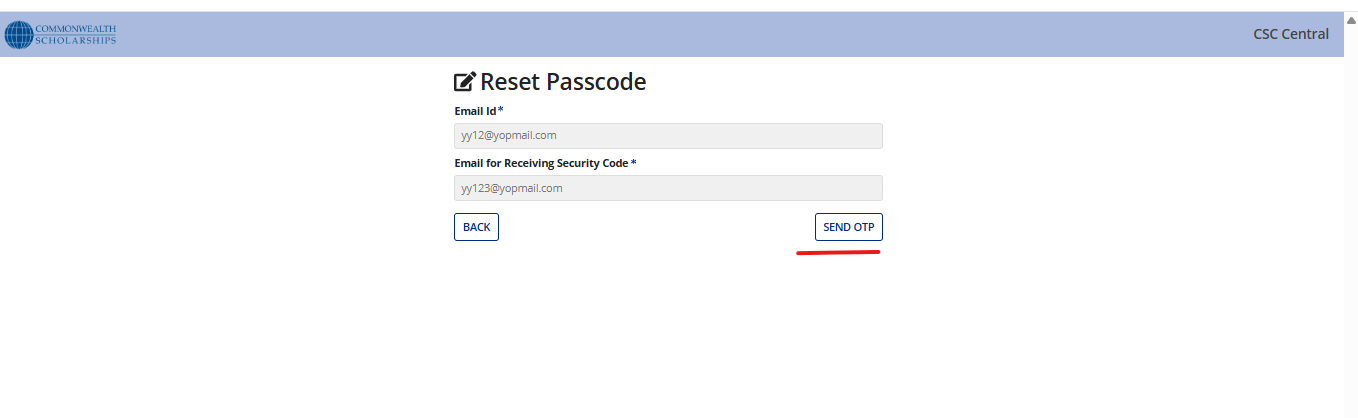 COMMONWEALTH
SCHOLARSHIPS
CSC Central
Reset Passcode
Email Id*
yy12@yopmail.com
Email for Receiving Security Code *
yy123@yopmail.com
BACK
SEND OTP